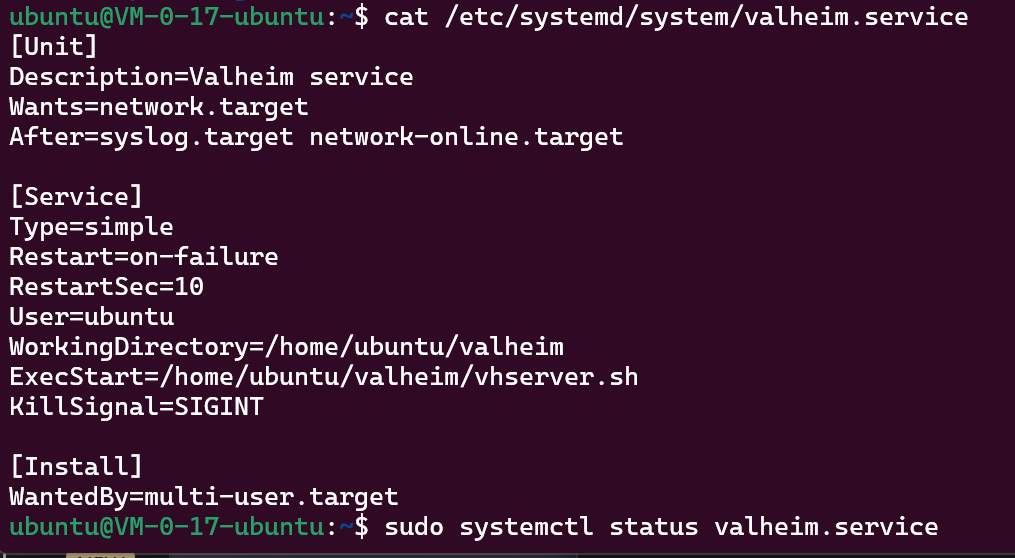 ubuntu@VM-0-17-ubuntu:~$ cat /etc/systemd/system/valheim.service
[Unit]
Description=Valheim service
Wants=network.target
After=syslog.target network-online.target
[Service]
Type=simple
Restart=on-failure
RestartSec=10
User=ubuntu
WorkingDirectory=/home/ubuntu/valheim
ExecStart=/home/ubuntu/valheim/vhserver.sh
KillSignal=SIGINT
[Install]
WantedBy=multi-user.target
ubuntu@VM-0-17-ubuntu:~$ sudo systemctl status valheim.service